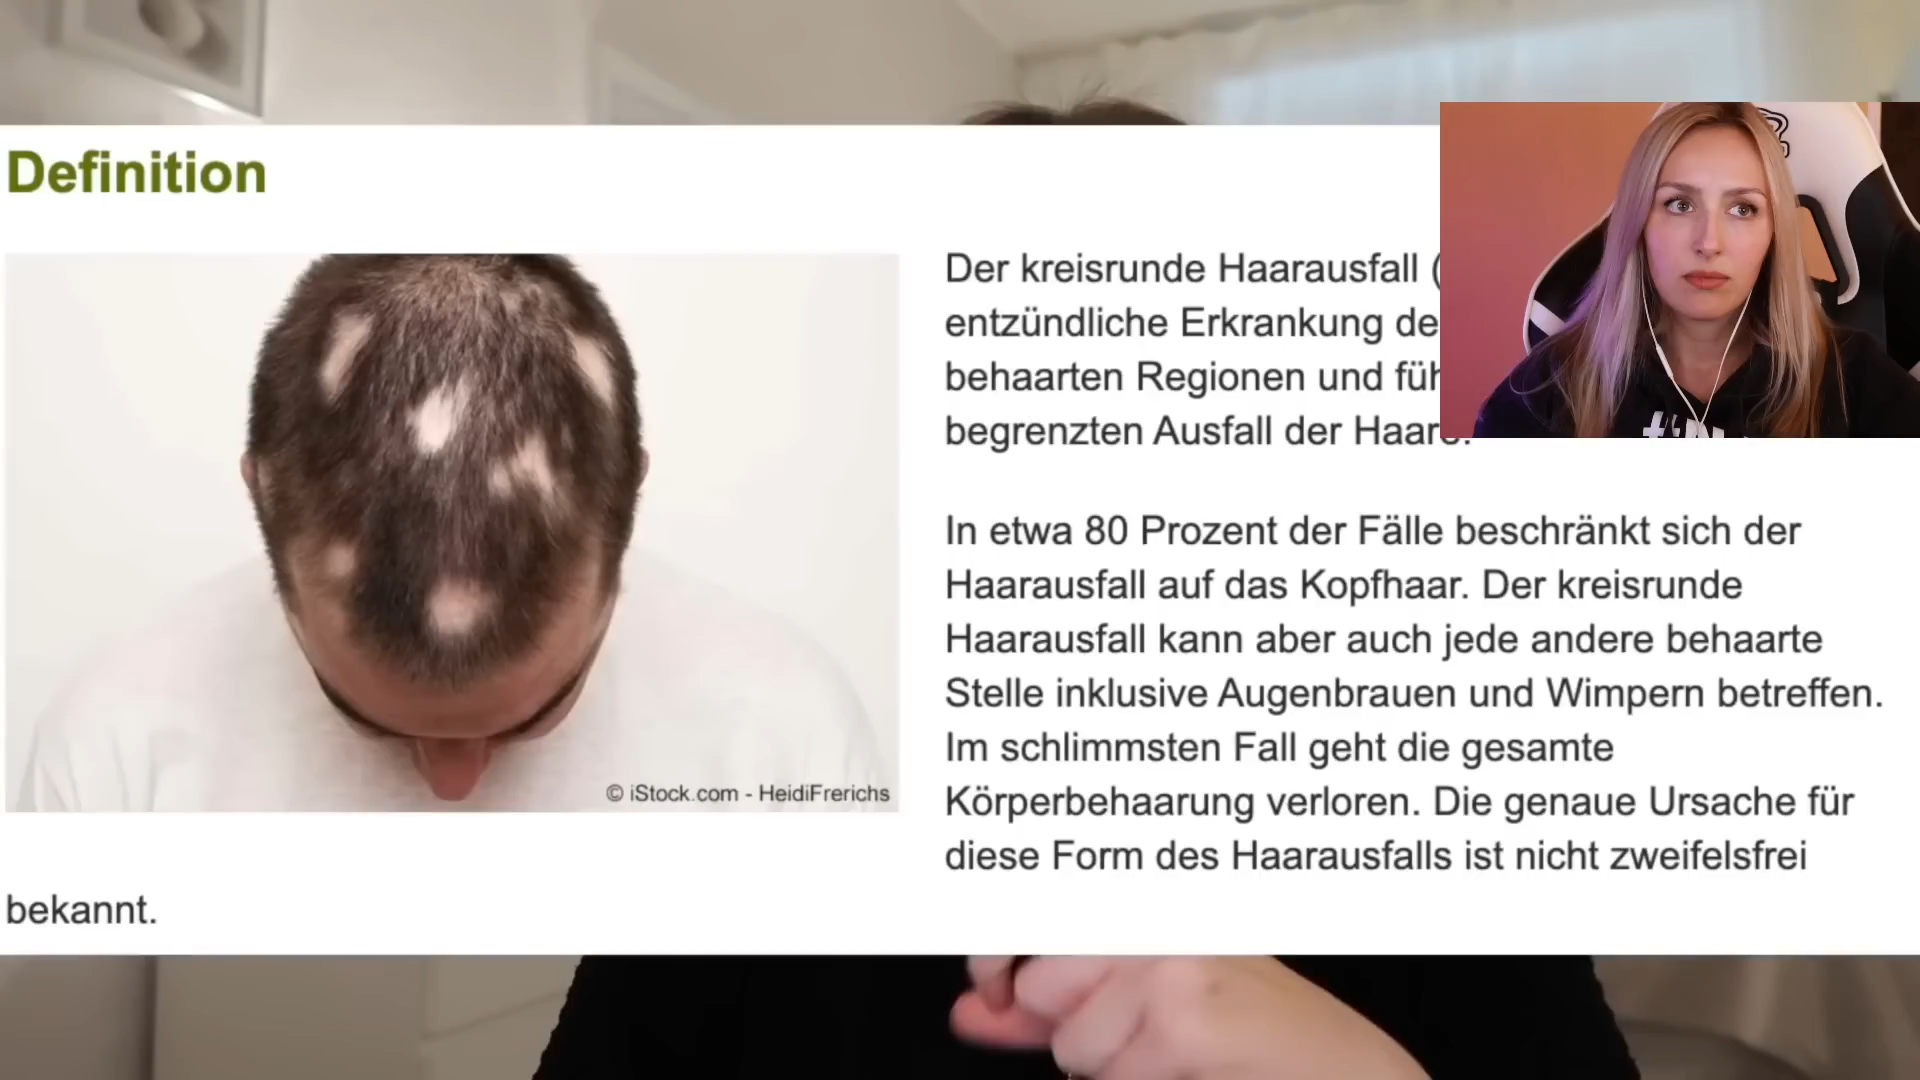 Definition
Der kreisrunde Haarausfall (
entzündliche Erkrankung
behaarten Regionen und
begrenzten Ausfall der
In etwa 80 Prozent der Fälle beschränkt sich der
Haarausfall auf das Kopfhaar. Der kreisrunde
Haarausfall kann aber auch jede andere behaarte
Stelle inklusive Augenbrauen und Wimpern betreffen.
Im schlimmsten Fall geht die gesamte
Körperbehaarung verloren. Die genaue Ursache für
diese Form des Haarausfalls ist nicht zweifelsfrei
bekannt.
© iStock.com - HeidiFrerichs